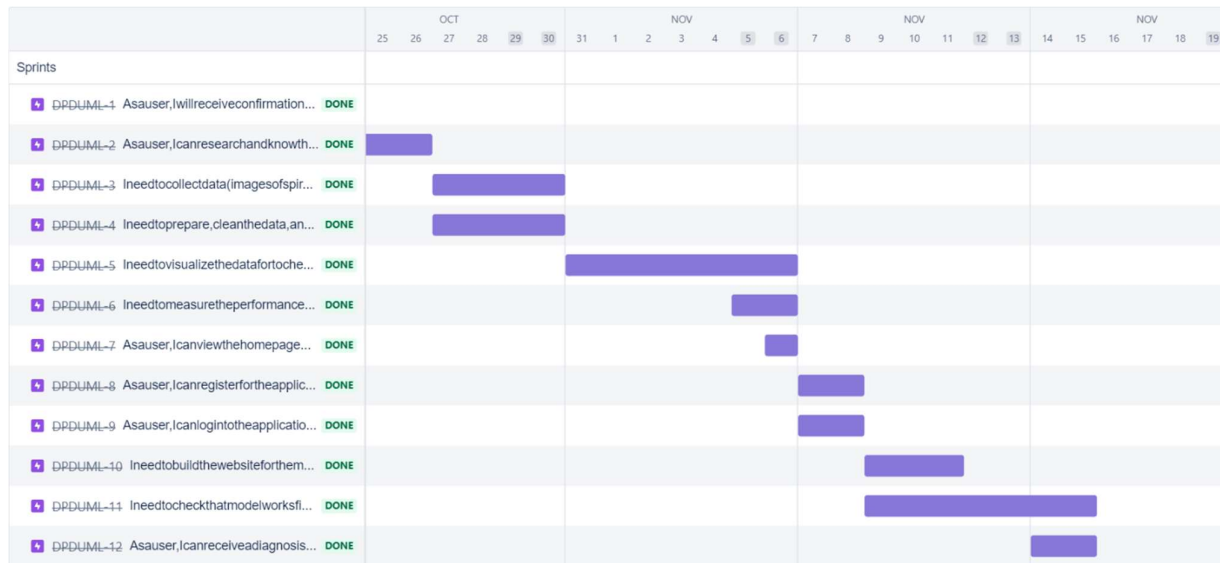 OCT NOV NOV NOV
25 26 27 28 29 30 31 1 2 3 4 5 6 7 8 9 10 11 12 13 14 15 16 17 18 19
Sprints
DPDUML-1 Asauser,Iwillreceiveconfirmation... DONE
DPDUML-2 Asauser,Icanresearchandknowth... DONE
DPDUML-3 Ineedtocollectdata(imagesofspir... DONE
DPDUML-4 Ineedtoprepare,cleanthedata,an... DONE
DPDUML-5 Ineedtovisualizethedatafortoche... DONE
DPDUML-6 Ineedtomeasuretheperformance... DONE
DPDUML-7 Asauser,Icanviewthehomepage... DONE
DPDUML-8 Asauser,Icanregisterfortheapplic... DONE
DPDUML-9 Asauser,Icanlogintotheapplicatio... DONE
DPDUML-10 Ineedtobuildthewebsiteforthem... DONE
DPDUML-11 Ineedtocheckthatmodelworksfi... DONE
DPDUML-12 Asauser,Icanreceiveadiagnosis... DONE